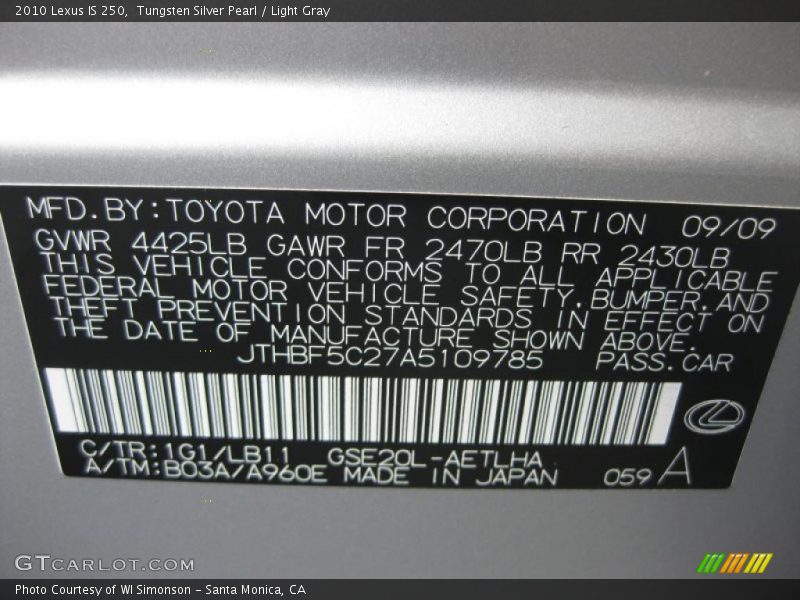 2010 Lexus IS 250,  Tungsten Silver Pearl / Light Gray
MFD.BY:TOYOTA MOTOR CORPORATION 09/09
GVWR 4425LB GAWR FR 2470LB RR 2430LB
THIS VEHICLE CONFORMS TO ALL APPLICABLE
FEDERAL MOTOR VEHICLE SAFETY,BUMPER,AND
THEFT PREVENTION STANDARDS IN EFFECT ON
THE DATE OF MANUFACTURE SHOWN ABOVE.
JTHBF5C27A5109785 PASS.CAR
C/TR:1G1/LB11 GSE20L-AETLHA
A/TM:B03A/A960E MADE IN JAPAN 059 A
GTCARLOT.COM
Photo Courtesy of WI Simonson - Santa Monica, CA